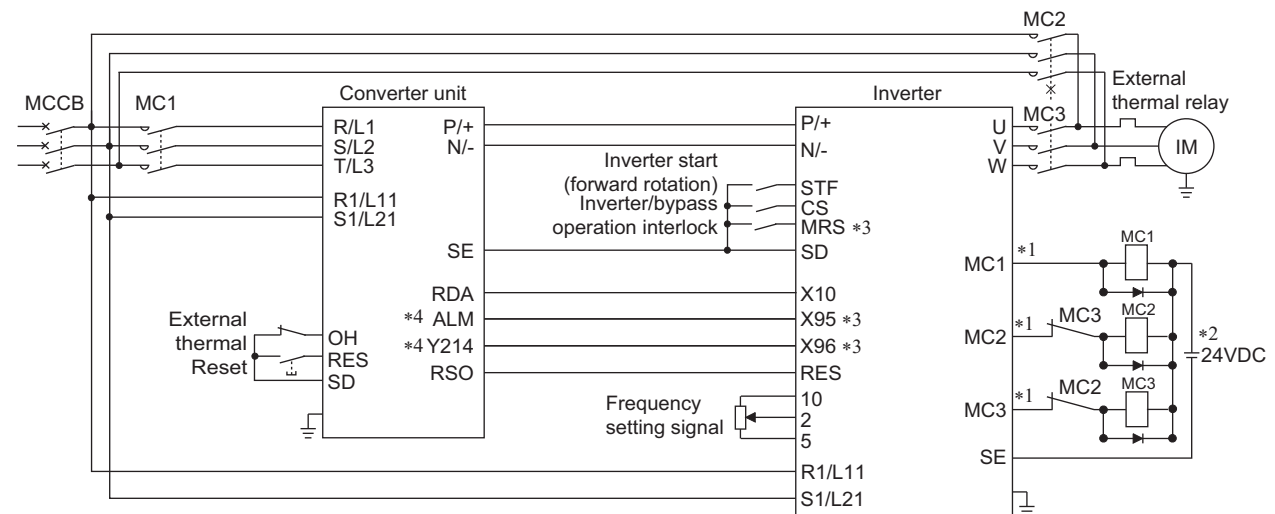 MC2
MCCB
MC1
Converter unit
Inverter
External
thermal relay
MC3
R/L1
S/L2
T/L3
R1/L11
S1/L21
P/+
N/-
SE
RDA
*4 ALM
*4 Y214
RSO
External
thermal
Reset
OH
RES
SD
Inverter start
(forward rotation)
Inverter/bypass
operation interlock
Frequency
setting signal
P/+
N/-
STF
CS
MRS *3
SD
X10
X95 *3
X96 *3
RES
10
2
5
R1/L11
S1/L21
U
V
W
IM
MC1
*1
MC1
MC2
*1
MC3
MC2
*2
24VDC
MC3
*1
MC2
MC3
SE